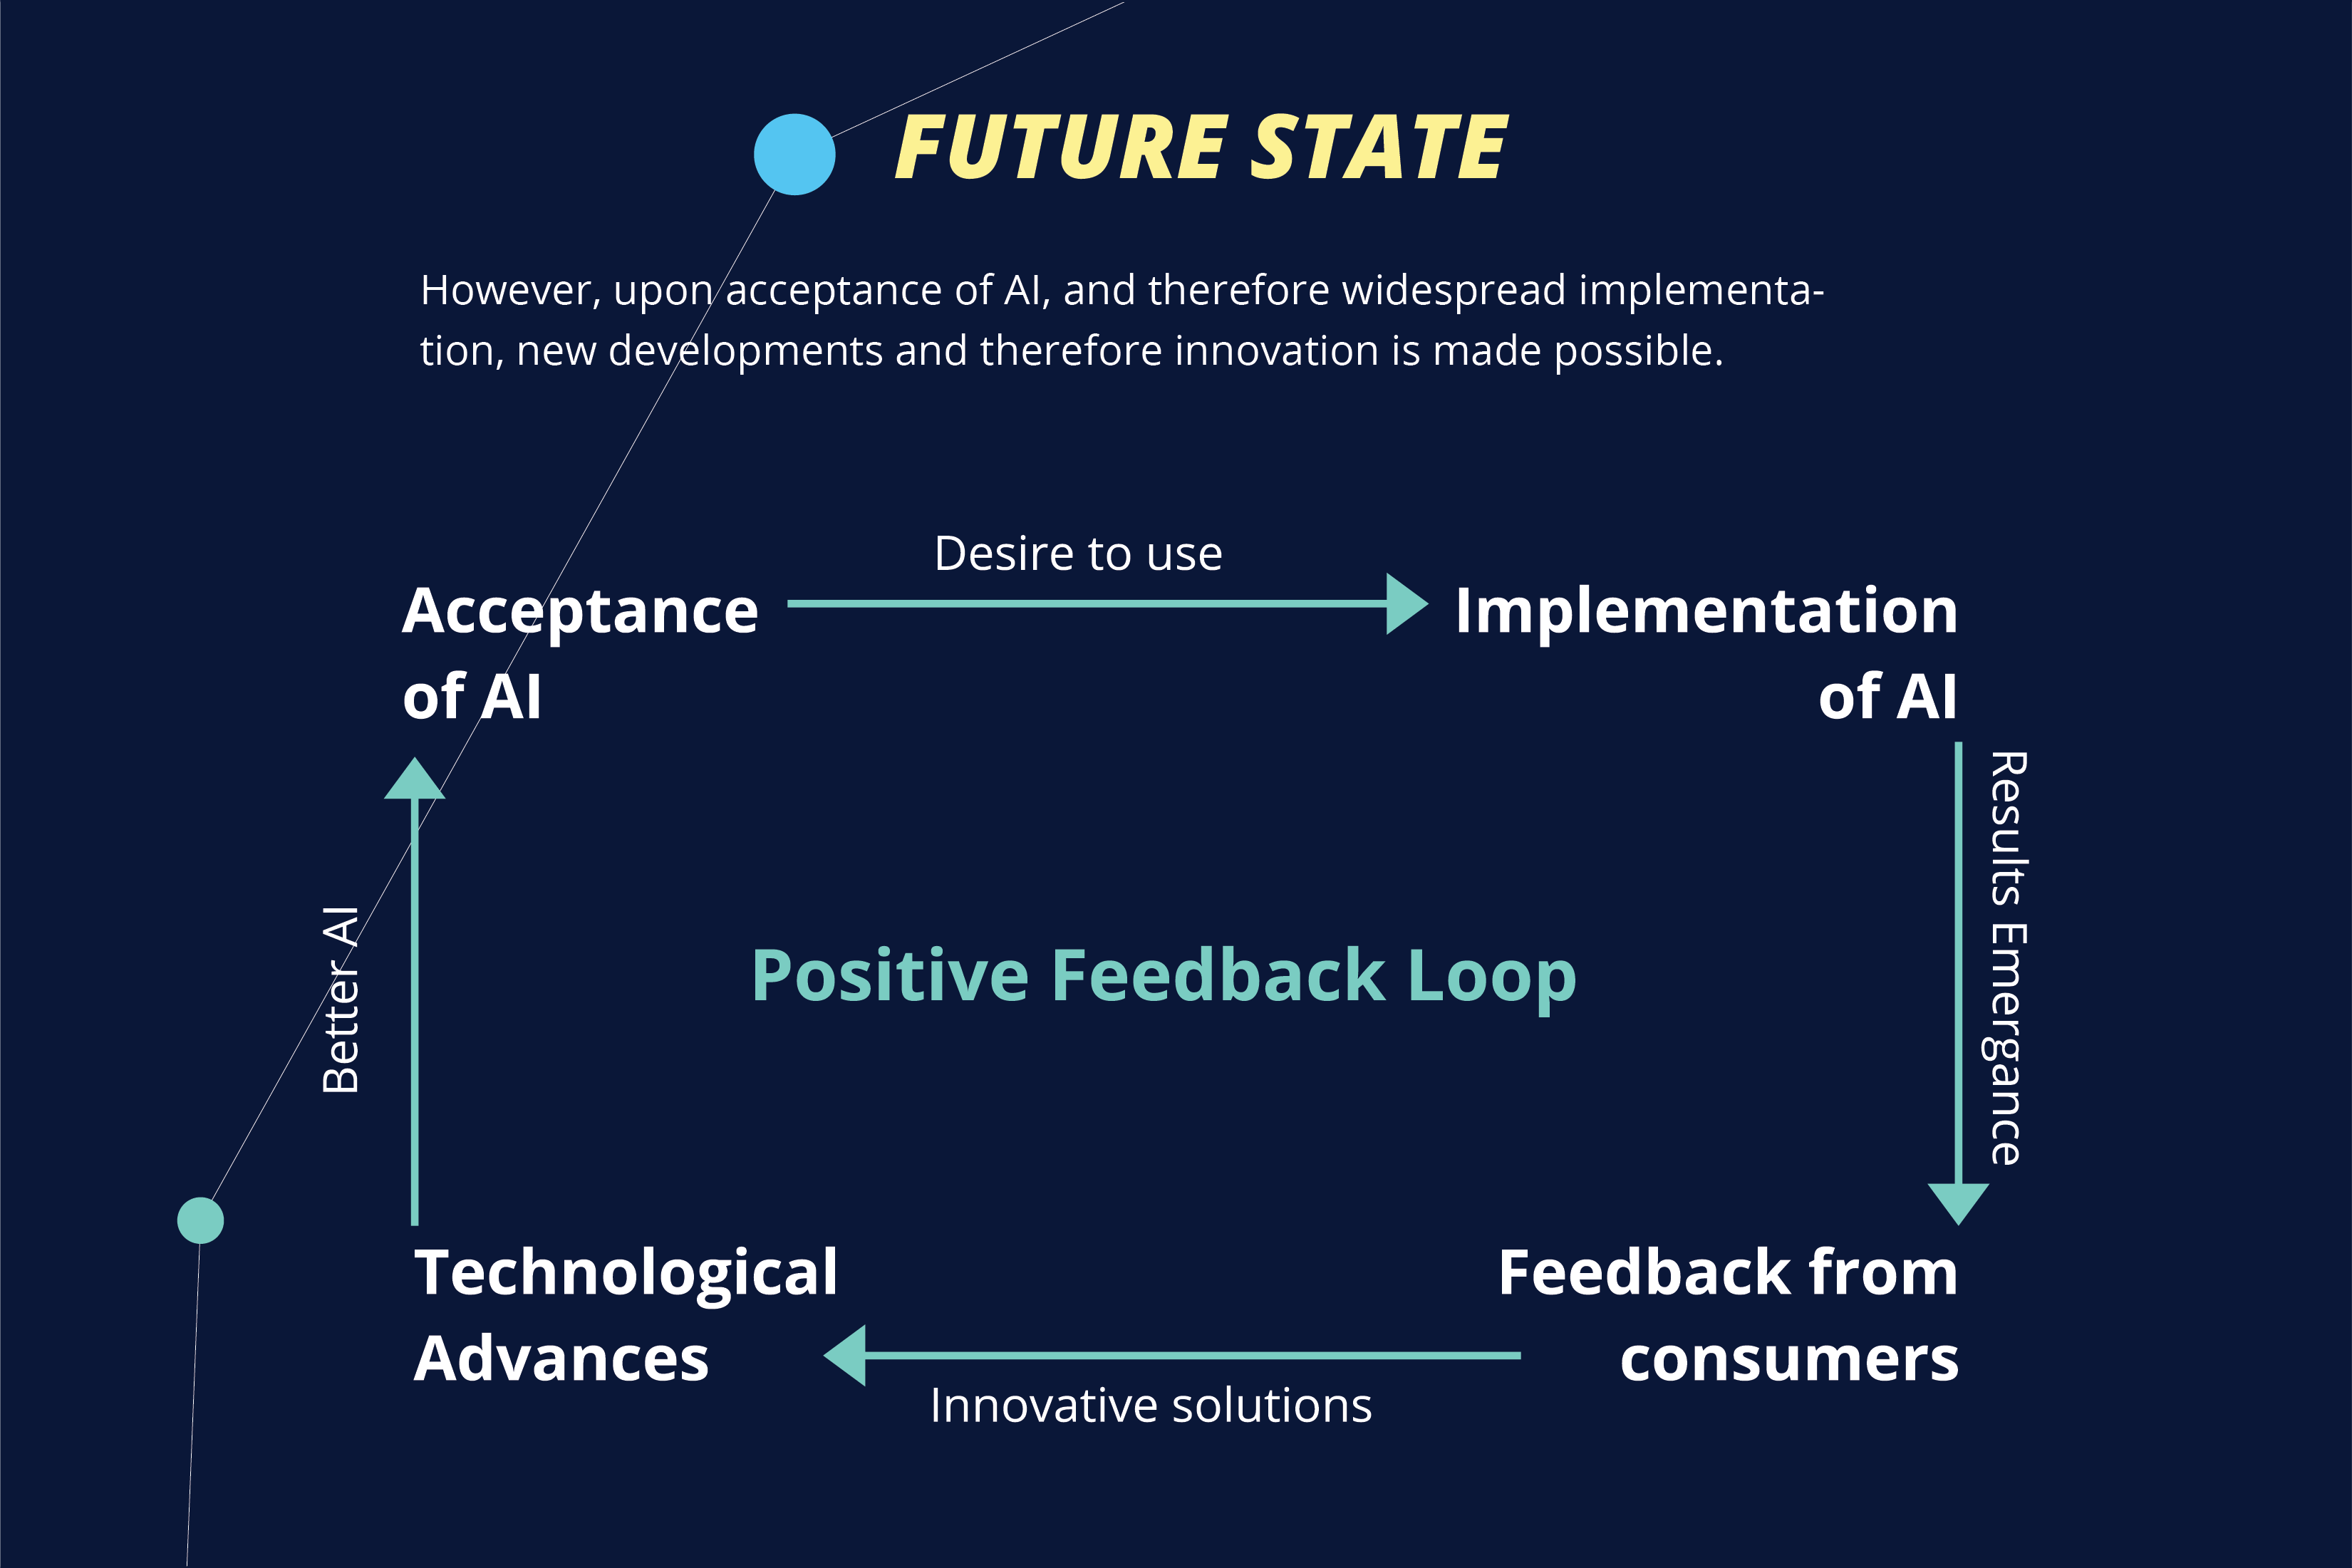 FUTURE STATE
However, upon acceptance of AI, and therefore widespread implementa-
tion, new developments and therefore innovation is made possible.
Desire to use
Acceptance
of AI
Implementation
of AI
Results Emergance
Better AI
Positive Feedback Loop
Technological
Advances
Feedback from
consumers
Innovative solutions